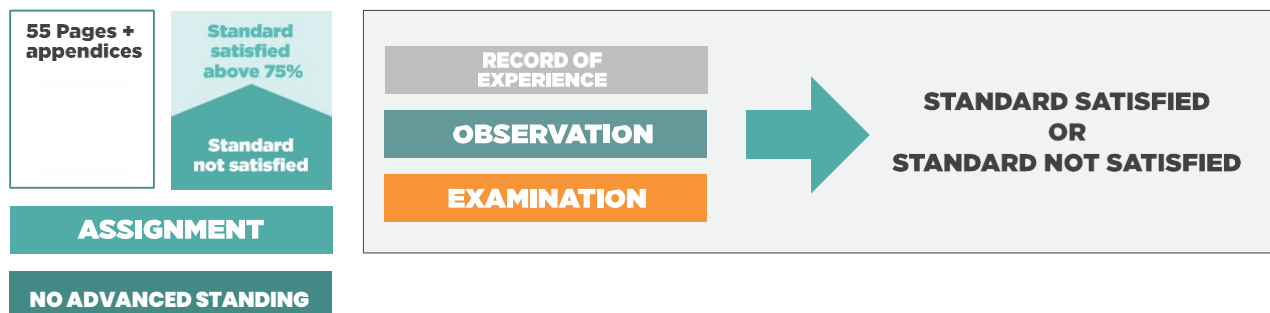 55 Pages +
appendices
Standard
satisfied
above 75%
Standard
not satisfied
ASSIGNMENT
NO ADVANCED STANDING
RECORD OF
EXPERIENCE
OBSERVATION
EXAMINATION
STANDARD SATISFIED
OR
STANDARD NOT SATISFIED